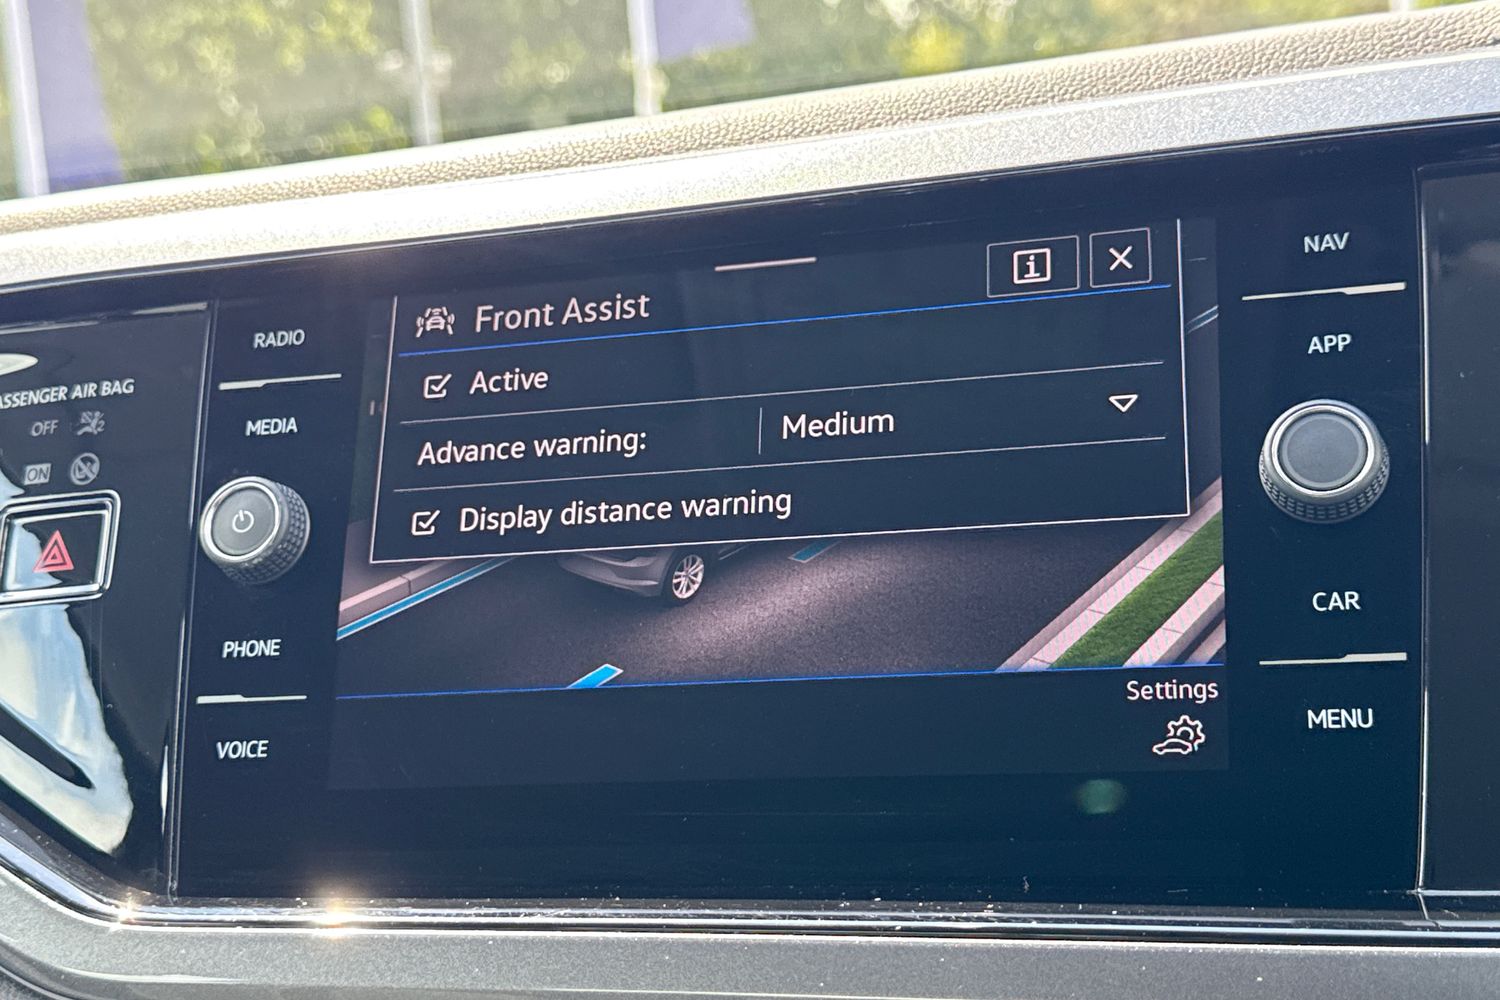 ASSENGER AIR BAG
OFF
ON
RADIO
MEDIA
PHONE
VOICE
i
Front Assist
Active
Advance warning:
Medium
Display distance warning
Settings
NAV
APP
CAR
MENU